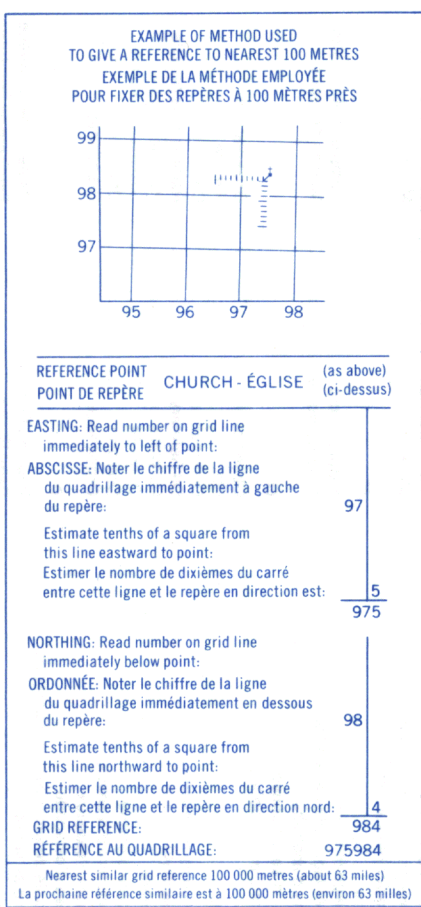 EXAMPLE OF METHOD USED
TO GIVE A REFERENCE TO NEAREST 100 METRES
EXEMPLE DE LA MÉTHODE EMPLOYÉE
POUR FIXER DES REPÈRES À 100 MÈTRES PRÈS
99
98
97
95 96 97 98
REFERENCE POINT
POINT DE REPÈRE
CHURCH - ÉGLISE
(as above)
(ci-dessus)
EASTING: Read number on grid line
immediately to left of point:
ABSCISSE: Noter le chiffre de la ligne
du quadrillage immédiatement à gauche
du repère: 97
Estimate tenths of a square from
this line eastward to point:
Estimer le nombre de dixièmes du carré
entre cette ligne et le repère en direction est: 5
975
NORTHING: Read number on grid line
immediately below point:
ORDONNÉE: Noter le chiffre de la ligne
du quadrillage immédiatement en dessous
du repère: 98
Estimate tenths of a square from
this line northward to point:
Estimer le nombre de dixièmes du carré
entre cette ligne et le repère en direction nord: 4
GRID REFERENCE: 984
RÉFÉRENCE AU QUADRILLAGE: 975984
Nearest similar grid reference 100 000 metres (about 63 miles)
La prochaine référence similaire est à 100 000 mètres (environ 63 milles)